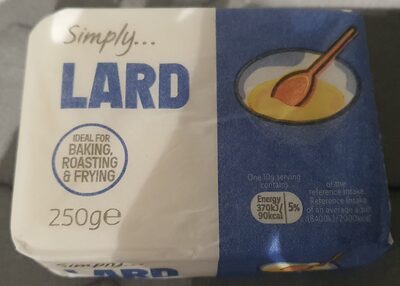 Simply...
LARD
IDEAL FOR
BAKING,
ROASTING
& FRYING
250g℮
One 10g serving
contains
Energy
370kJ/
90kcal
5%
of the
reference intake.
Reference intake
of an average adult
(8400kJ/2000kcal)
Simply...
LARD